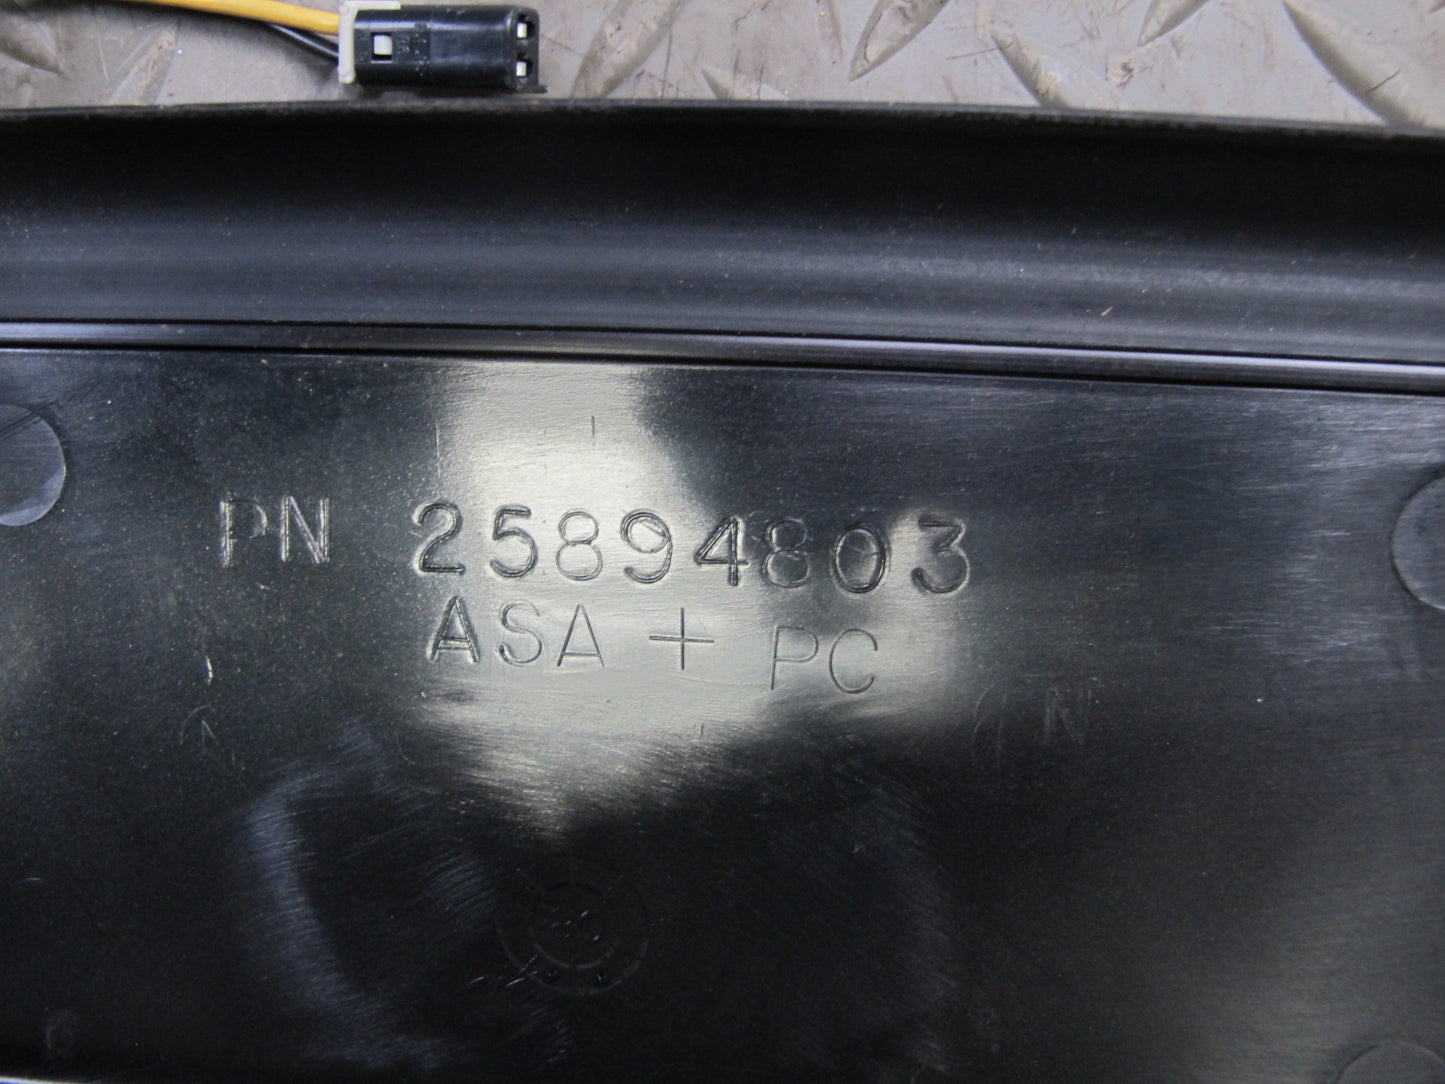 PN 25894803
ASA + PC